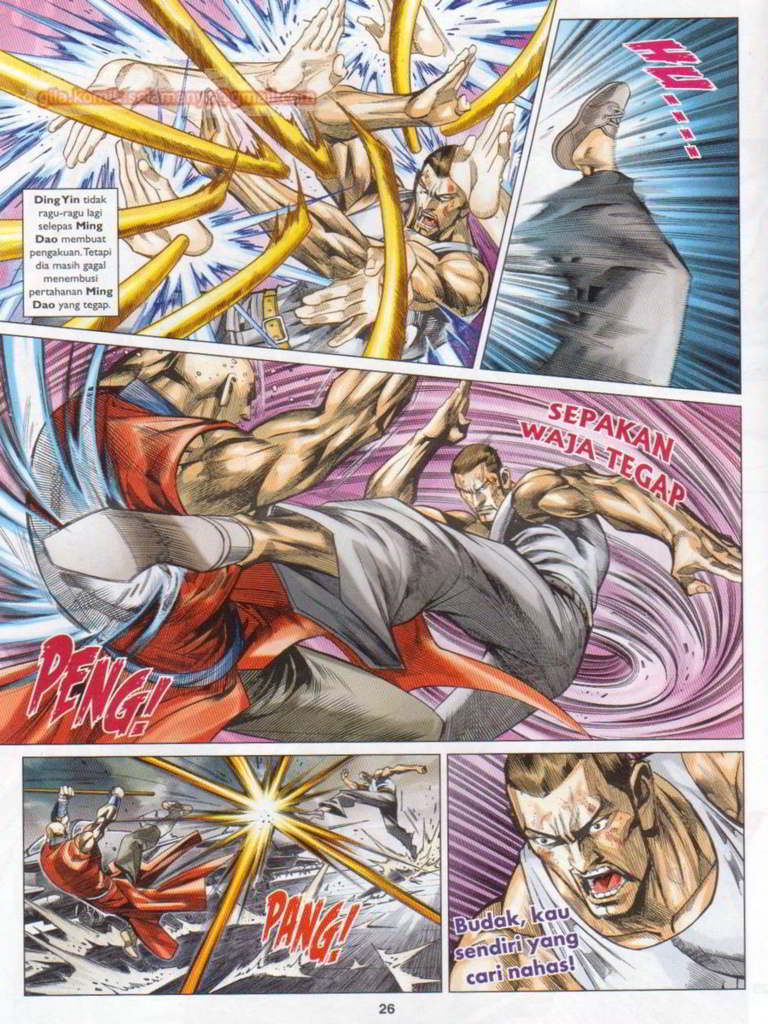 HU....
Ding Yin tidak
ragu-ragu lagi
selepas Ming
Dao membuat
pengakuan. Tetapi
dia masih gagal
menembusi
pertahanan Ming
Dao yang tegap.
SEPAKAN
WAJA TEGAP
PENG!
PANG!
Budak, kau
sendiri yang
cari nahas!
26